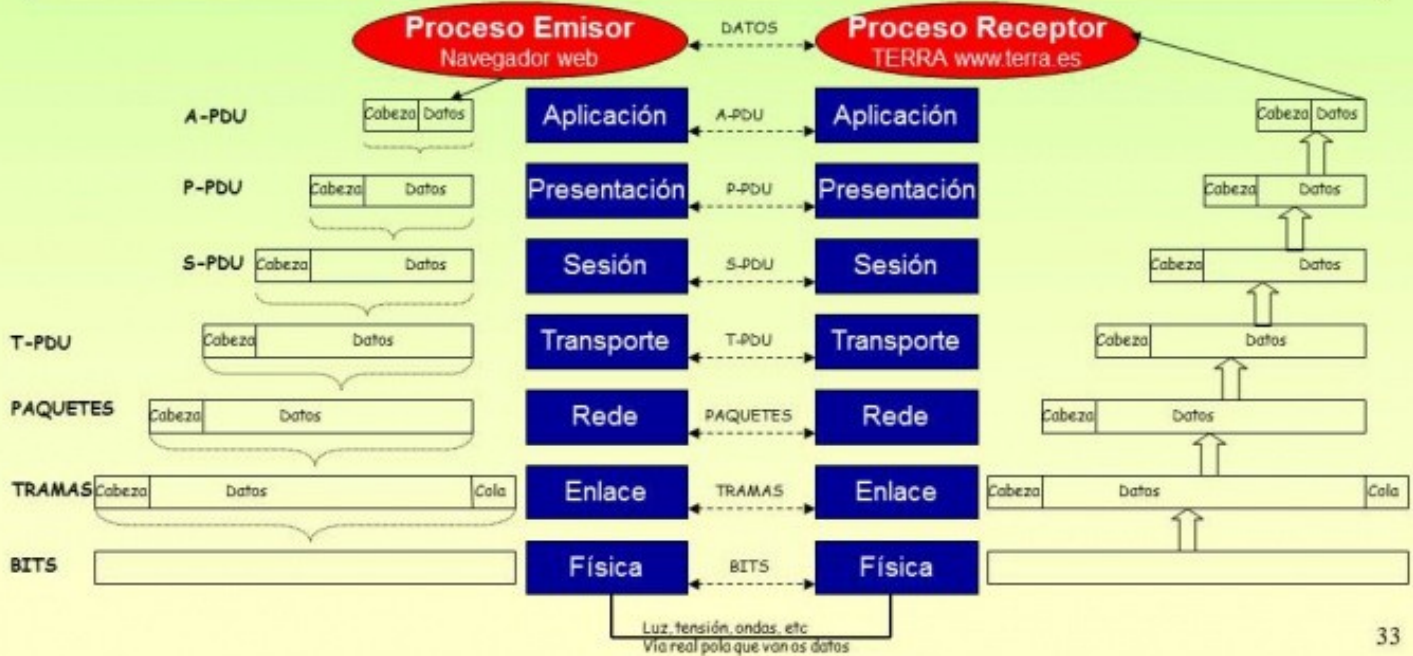 Proceso Emisor
Navegador web
DATOS
Proceso Receptor
TERRA www.terra.es
A-PDU
Cabeza Datos
Aplicación
A-PDU
Aplicación
Cabeza Datos
P-PDU
Cabeza Datos
Presentación
P-PDU
Presentación
Cabeza Datos
S-PDU
Cabeza Datos
Sesión
S-PDU
Sesión
Cabeza Datos
T-PDU
Cabeza Datos
Transporte
T-PDU
Transporte
Cabeza Datos
PAQUETES
Cabeza Datos
Rede
PAQUETES
Rede
Cabeza Datos
TRAMAS
Cabeza Datos Cola
Enlace
TRAMAS
Enlace
Cabeza Datos Cola
BITS
Física
BITS
Física
Luz, tensión, ondas, etc
Vía real pola que van os datos
33